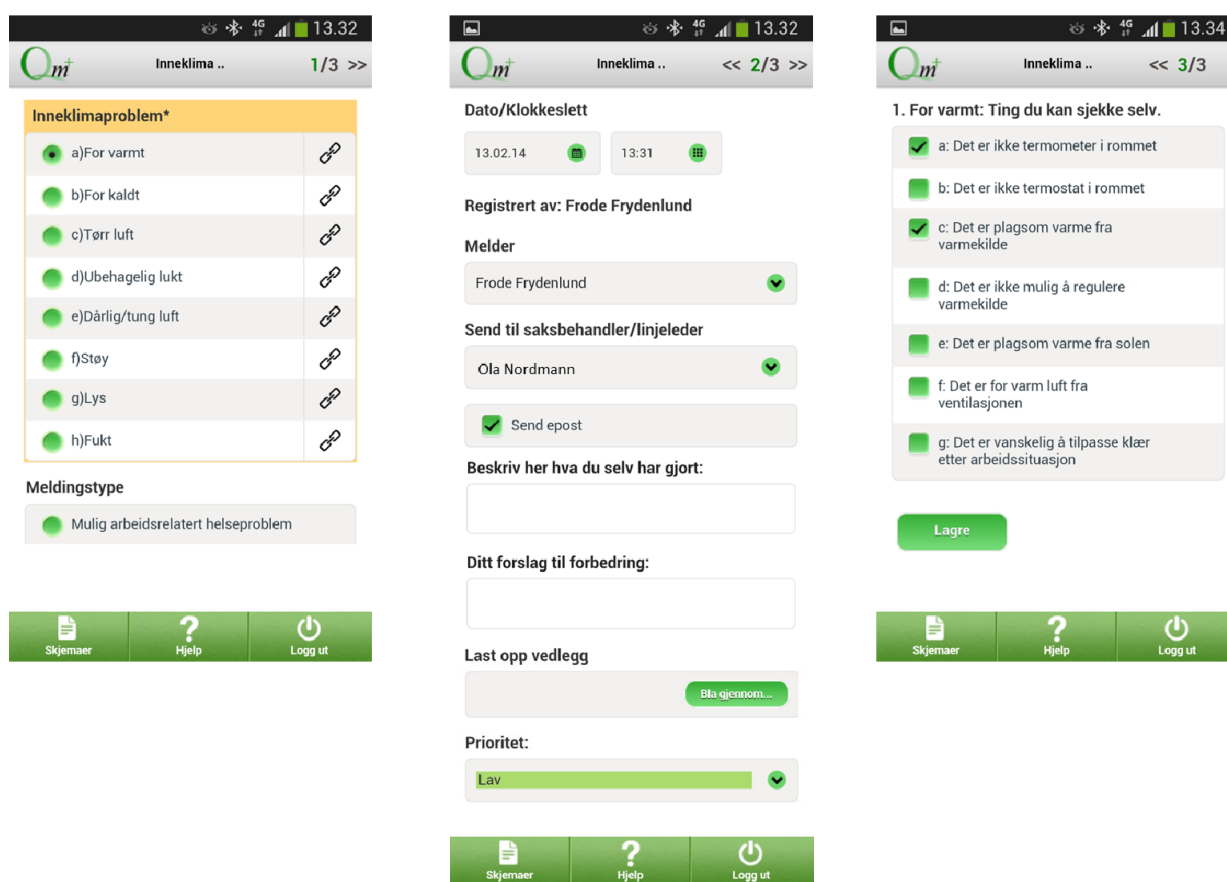 4G 13.32
Qm+ Inneklima .. 1/3 >>
Inneklimaproblem*
a)For varmt
b)For kaldt
c)Tørr luft
d)Ubehagelig lukt
e)Dårlig/tung luft
f)Støy
g)Lys
h)Fukt
Meldingstype
Mulig arbeidsrelatert helseproblem
Skjemaer Hjelp Logg ut
4G 13.32
Qm+ Inneklima .. << 2/3 >>
Dato/Klokkeslett
13.02.14 13:31
Registrert av: Frode Frydenlund
Melder
Frode Frydenlund
Send til saksbehandler/linjeleder
Ola Nordmann
Send epost
Beskriv her hva du selv har gjort:
Ditt forslag til forbedring:
Last opp vedlegg
Bla gjennom...
Prioritet:
Lav
Skjemaer Hjelp Logg ut
4G 13.34
Qm+ Inneklima .. << 3/3
1. For varmt: Ting du kan sjekke selv.
a: Det er ikke termometer i rommet
b: Det er ikke termostat i rommet
c: Det er plagsom varme fra
varmekilde
d: Det er ikke mulig å regulere
varmekilde
e: Det er plagsom varme fra solen
f: Det er for varm luft fra
ventilasjonen
g: Det er vanskelig å tilpasse klær
etter arbeidssituasjon
Lagre
Skjemaer Hjelp Logg ut